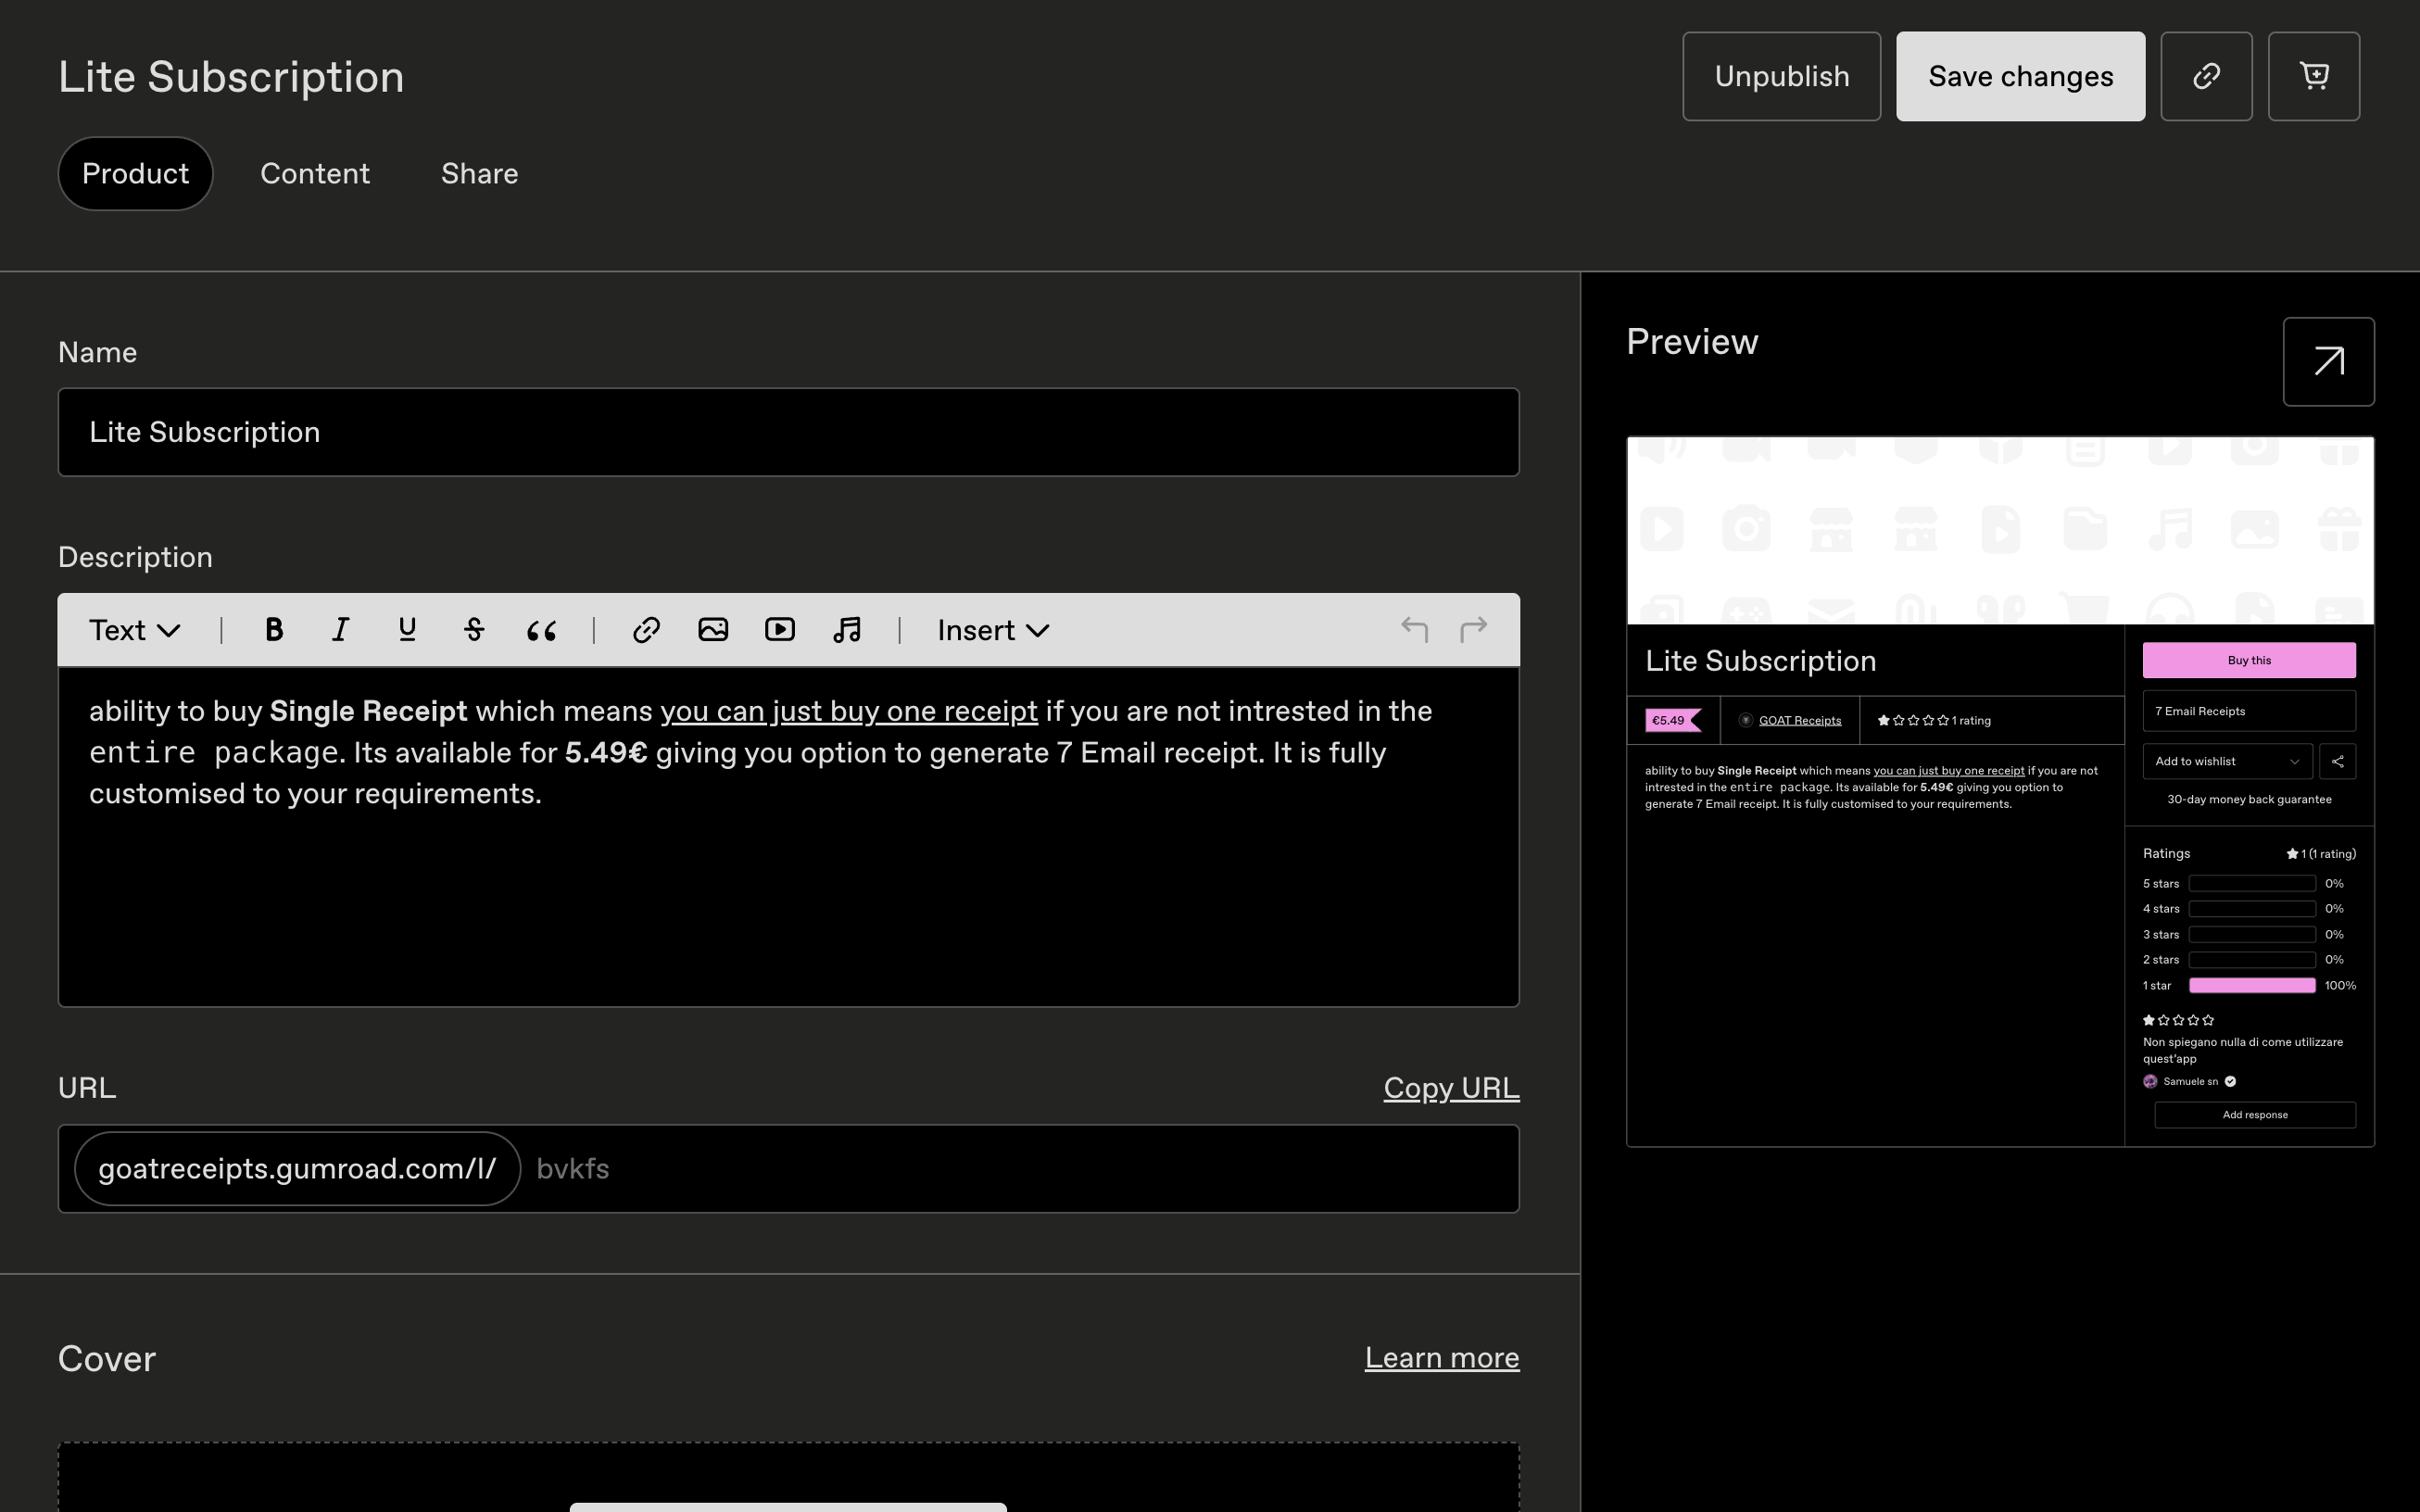 Lite Subscription
Unpublish
Save changes
Product
Content
Share
Name
Lite Subscription
Description
Text
B
I
U
S
Insert
ability to buy Single Receipt which means you can just buy one receipt if you are not intrested in the
entire package. Its available for 5.49€ giving you option to generate 7 Email receipt. It is fully
customised to your requirements.
URL
Copy URL
goatreceipts.gumroad.com/l/
bvkfs
Cover
Learn more
Preview
Lite Subscription
€5.49
GOAT Receipts
1 rating
ability to buy Single Receipt which means you can just buy one receipt if you are not
intrested in the entire package. Its available for 5.49€ giving you option to
generate 7 Email receipt. It is fully customised to your requirements.
Buy this
7 Email Receipts
Add to wishlist
30-day money back guarantee
Ratings
1 (1 rating)
5 stars 0%
4 stars 0%
3 stars 0%
2 stars 0%
1 star 100%
Non spiegano nulla di come utilizzare
quest'app
Samuele sn
Add response